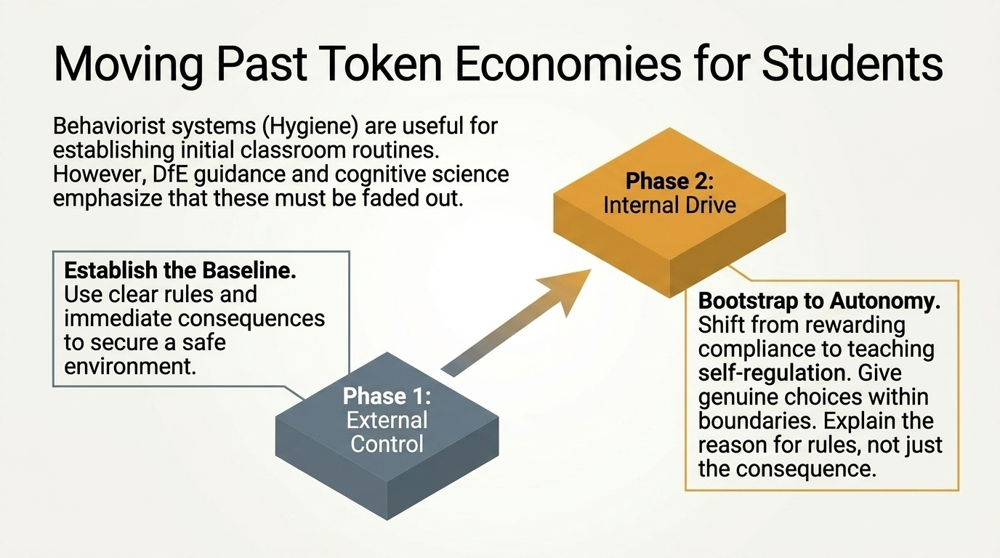 Moving Past Token Economies for Students
Behaviorist systems (Hygiene) are useful for
establishing initial classroom routines.
However, DfE guidance and cognitive science
emphasize that these must be faded out.
Establish the Baseline.
Use clear rules and
immediate consequences
to secure a safe
environment.
Phase 1:
External
Control
Phase 2:
Internal Drive
Bootstrap to Autonomy.
Shift from rewarding
compliance to teaching
self-regulation. Give
genuine choices within
boundaries. Explain the
reason for rules, not just
the consequence.